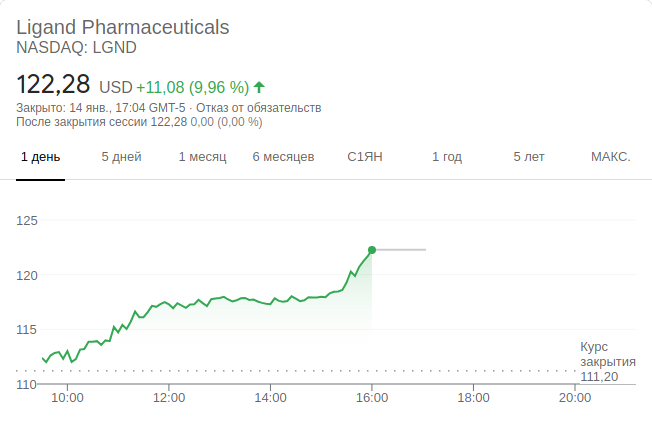 Ligand Pharmaceuticals
NASDAQ: LGND
122,28 USD +11,08 (9,96 %)
Закрыто: 14 янв., 17:04 GMT-5 · Отказ от обязательств
После закрытия сессии 122,28 0,00 (0,00 %)
1 день 5 дней 1 месяц 6 месяцев С1ЯН 1 год 5 лет МАКС.
125
120
115
Курс
закрытия
111,20
110
10:00 12:00 14:00 16:00 18:00 20:00